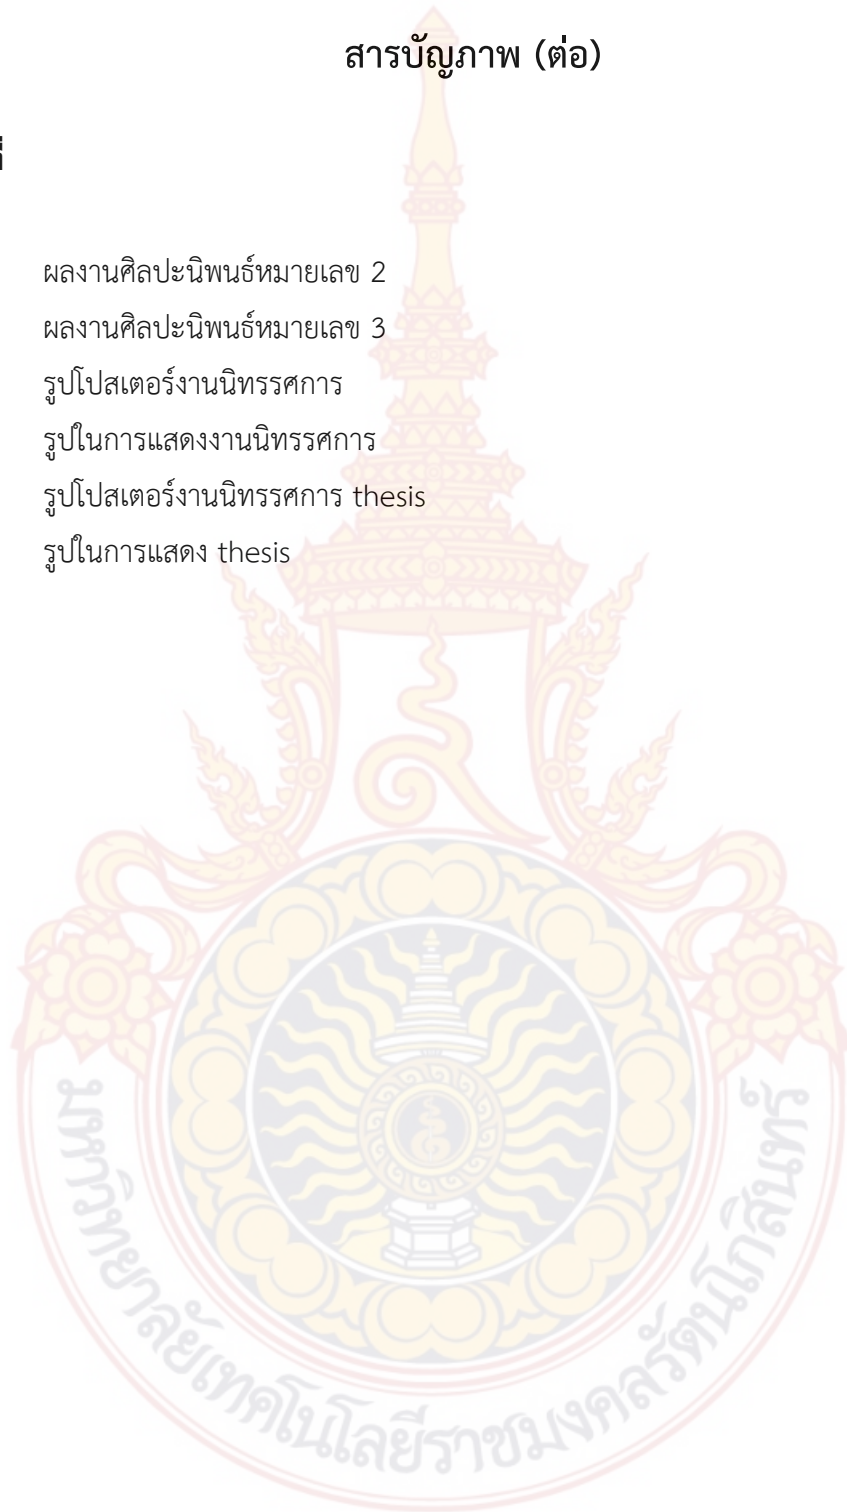 สารบัญภาพ (ต่อ)
ผลงานศิลปะนิพนธ์หมายเลข 2
ผลงานศิลปะนิพนธ์หมายเลข 3
รูปโปสเตอร์งานนิทรรศการ
รูปในการแสดงงานนิทรรศการ
รูปโปสเตอร์งานนิทรรศการ thesis
รูปในการแสดง thesis
มหาวิทยาลัยเทคโนโลยีราชมงคลรัตนโกสินทร์